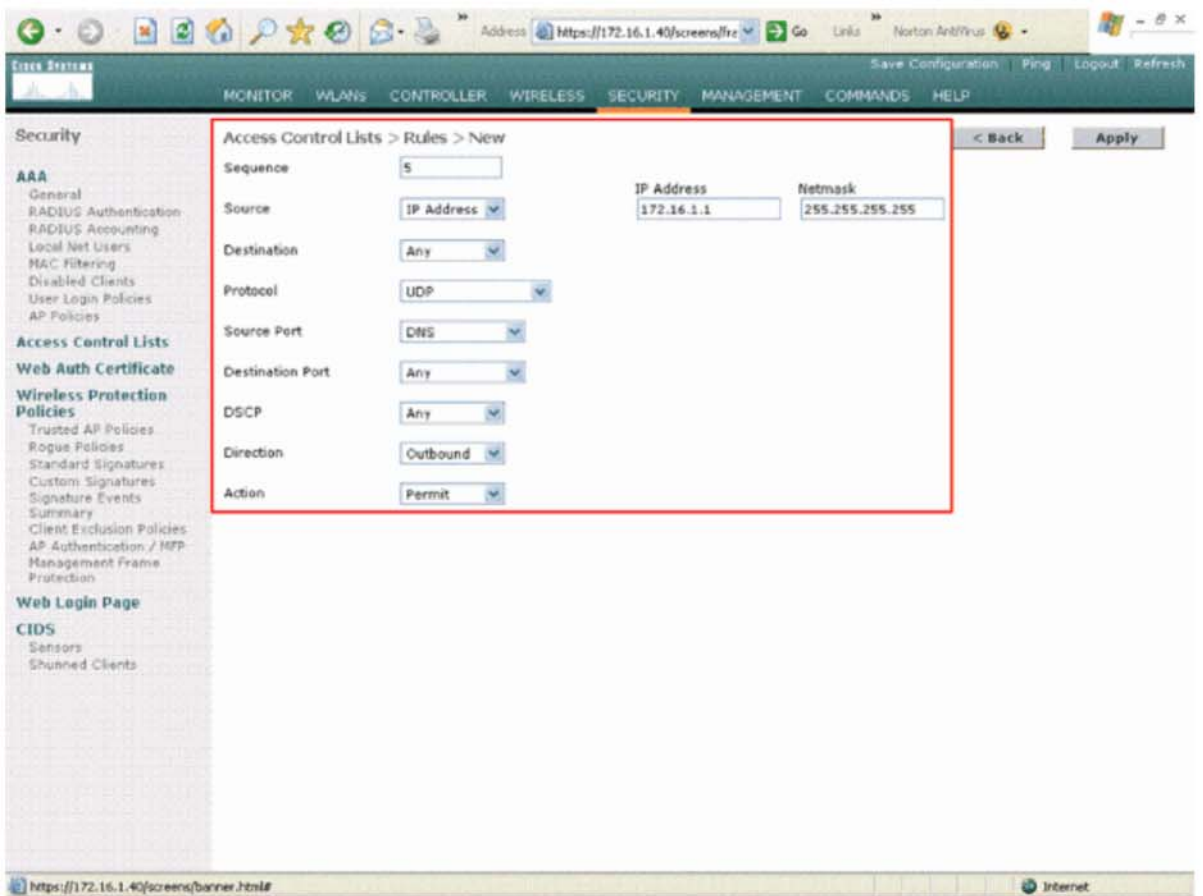 » Address https://172.16.1.40/screens/fra Go Links » Norton AntiVirus
CISCO SYSTEMS
Save Configuration | Ping | Logout | Refresh
MONITOR WLANs CONTROLLER WIRELESS SECURITY MANAGEMENT COMMANDS HELP
Security
AAA
General
RADIUS Authentication
RADIUS Accounting
Local Net Users
MAC Filtering
Disabled Clients
User Login Policies
AP Policies
Access Control Lists
Web Auth Certificate
Wireless Protection
Policies
Trusted AP Policies
Rogue Policies
Standard Signatures
Custom Signatures
Signature Events
Summary
Client Exclusion Policies
AP Authentication / MFP
Management Frame
Protection
Web Login Page
CIDS
Sensors
Shunned Clients
Access Control Lists > Rules > New
< Back Apply
Sequence 5
IP Address Netmask
Source IP Address 172.16.1.1 255.255.255.255
Destination Any
Protocol UDP
Source Port DNS
Destination Port Any
DSCP Any
Direction Outbound
Action Permit
https://172.16.1.40/screens/banner.html# Internet